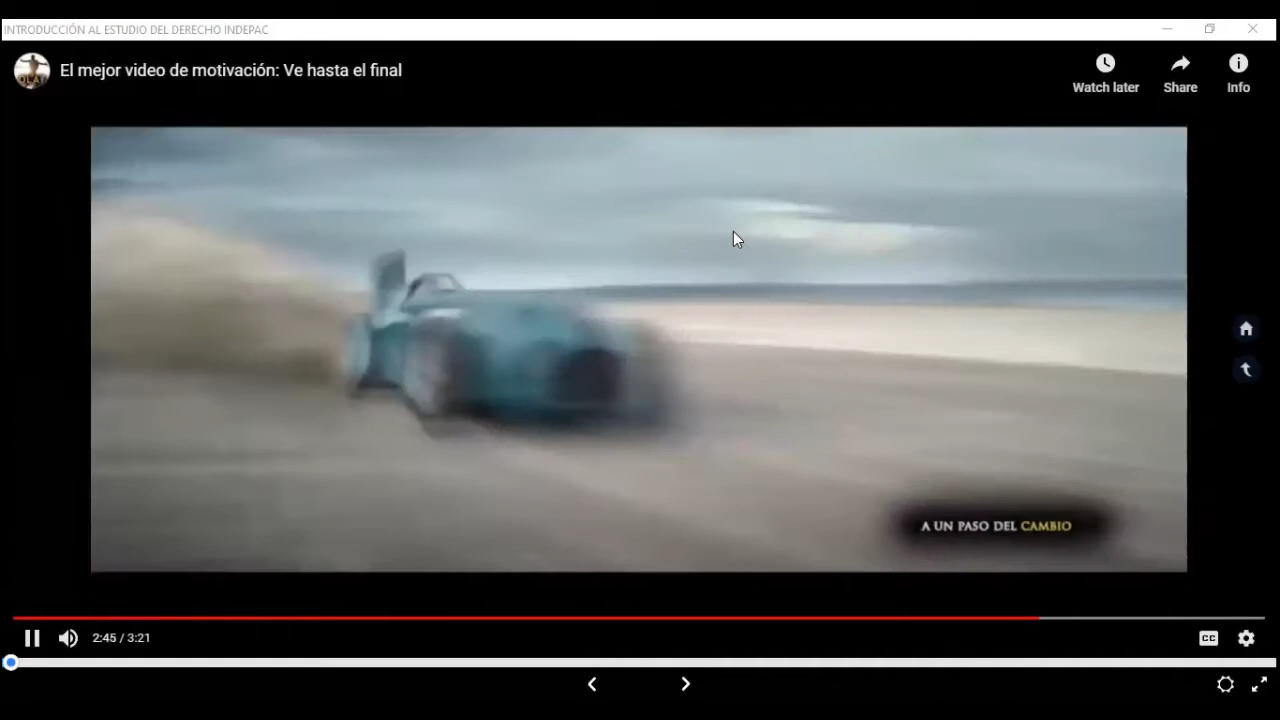 INTRODUCCIÓN AL ESTUDIO DEL DERECHO INDEPAC
El mejor video de motivación: Ve hasta el final
Watch later
Share
Info
A UN PASO DEL CAMBIO
2:45 / 3:21
CC